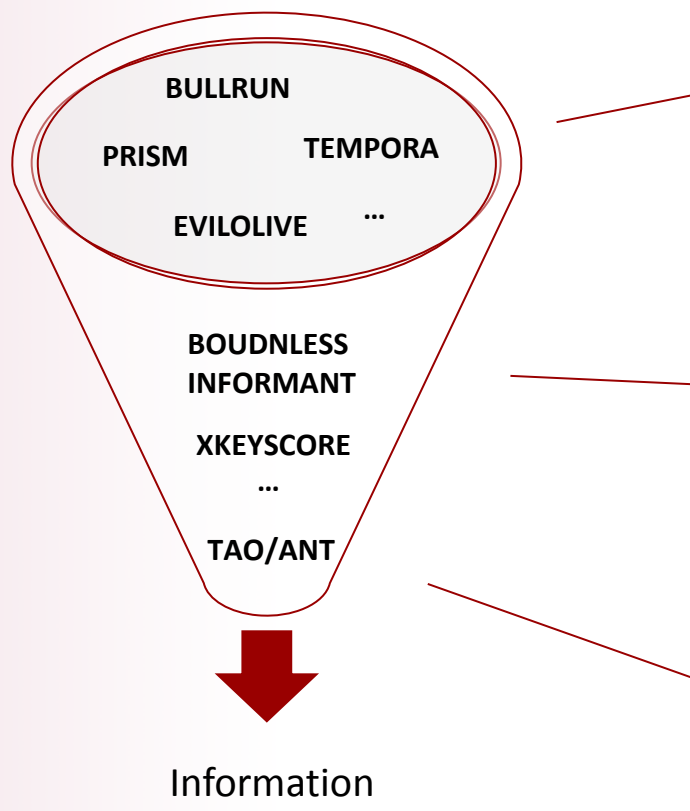 BULLRUN
PRISM
TEMPORA
EVILOLIVE
...
BOUDNLESS
INFORMANT
XKEYSCORE
...
TAO/ANT
Information